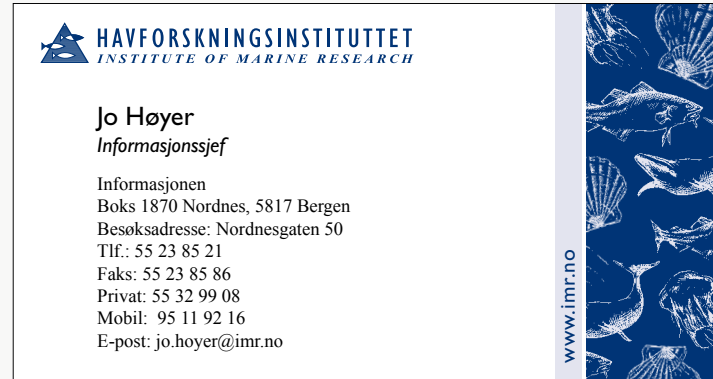 HAVFORSKNINGSINSTITUTTET
INSTITUTE OF MARINE RESEARCH
Jo Høyer
Informasjonssjef
Informasjonen
Boks 1870 Nordnes, 5817 Bergen
Besøksadresse: Nordnesgaten 50
Tlf.: 55 23 85 21
Faks: 55 23 85 86
Privat: 55 32 99 08
Mobil:  95 11 92 16
E-post: jo.hoyer@imr.no
www.imr.no